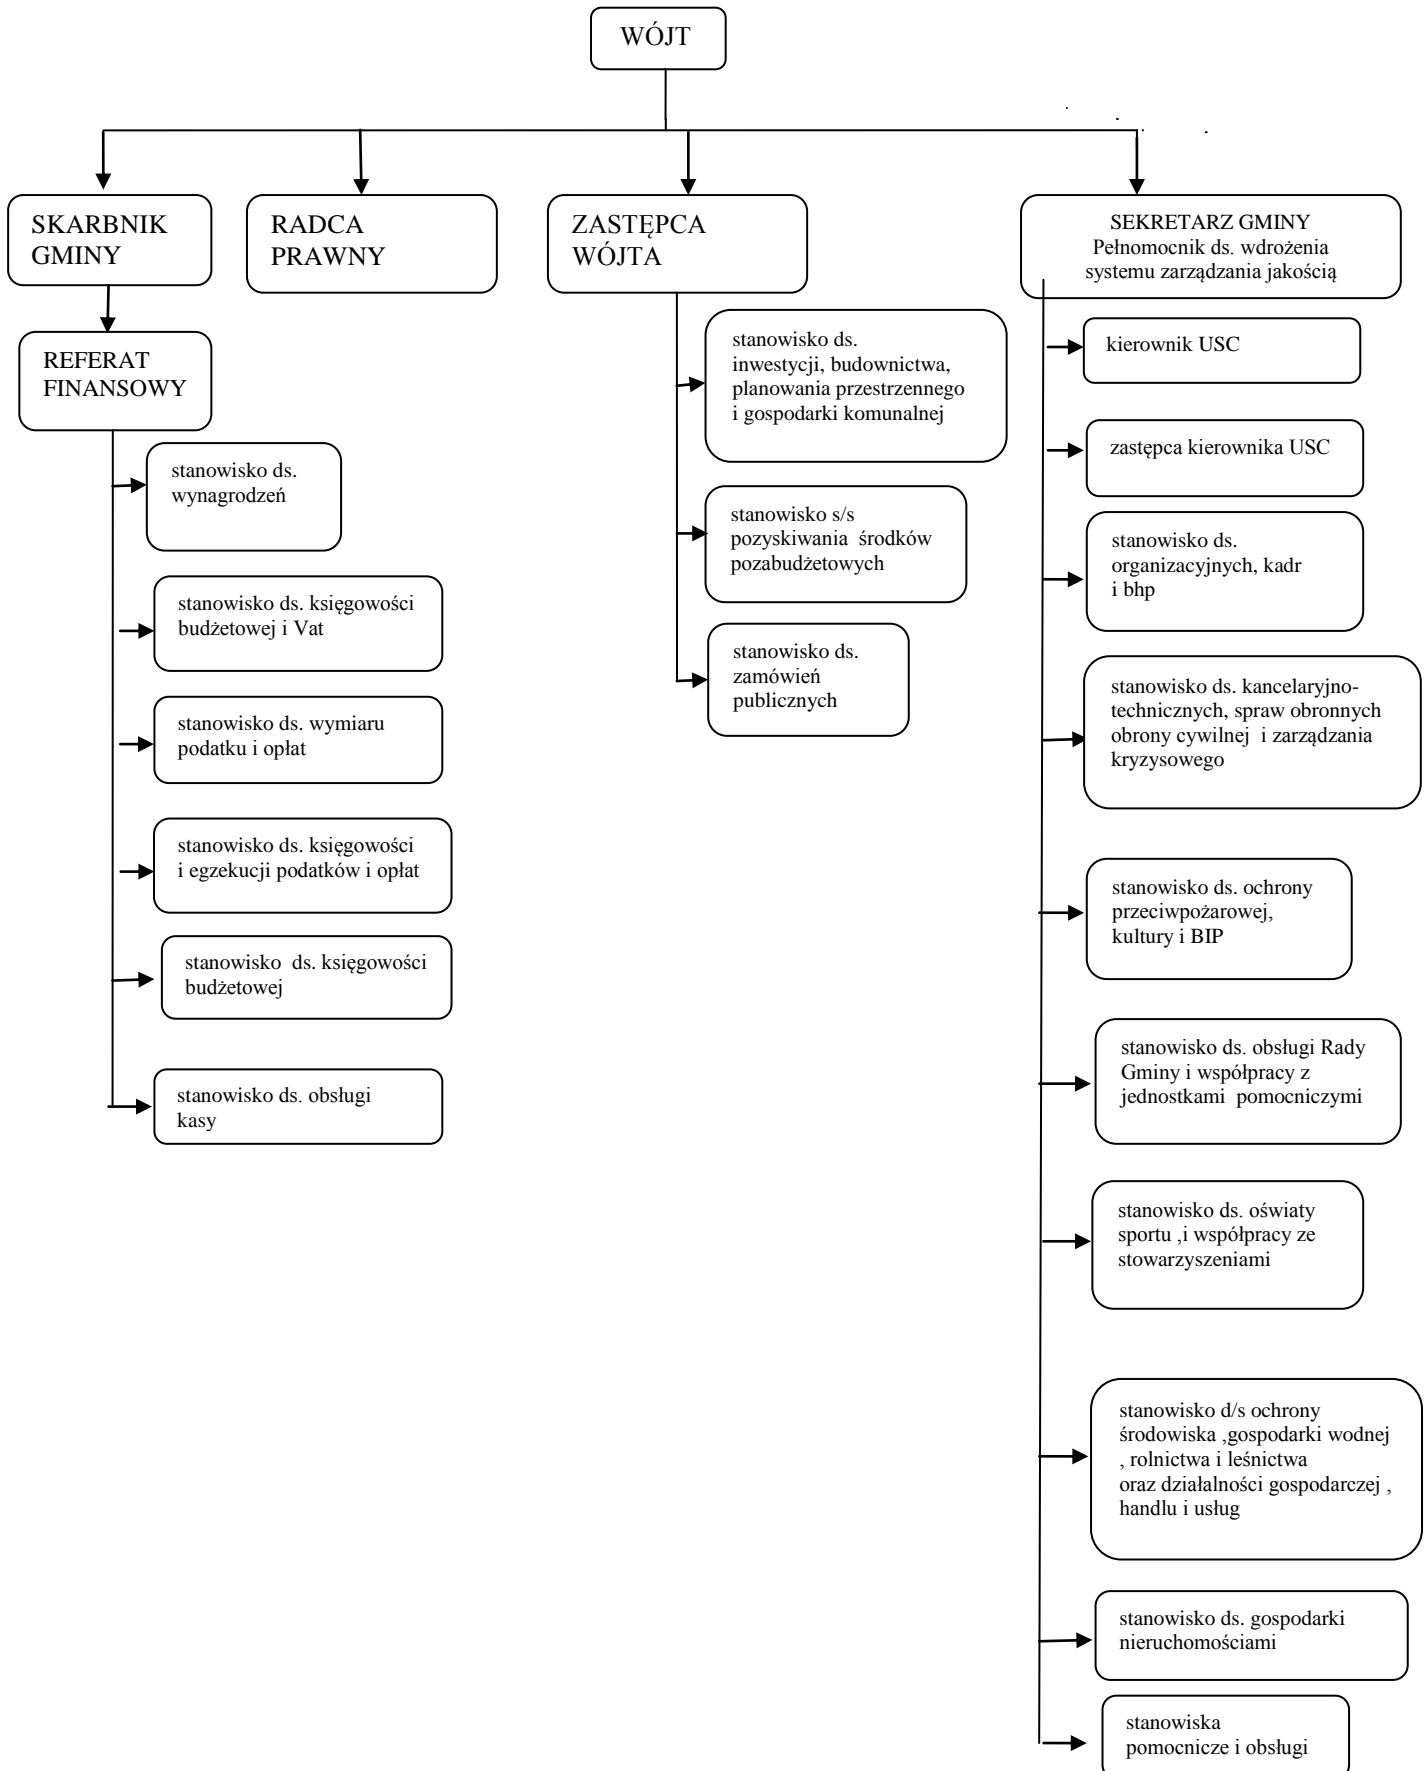 WÓJT
SKARBNIK
GMINY
RADCA
PRAWNY
ZASTĘPCA
WÓJTA
SEKRETARZ GMINY
Pełnomocnik ds. wdrożenia
systemu zarządzania jakością
REFERAT
FINANSOWY
stanowisko ds.
wynagrodzeń
stanowisko ds. księgowości
budżetowej i Vat
stanowisko ds. wymiaru
podatku i opłat
stanowisko ds. księgowości
i egzekucji podatków i opłat
stanowisko  ds. księgowości
budżetowej
stanowisko ds. obsługi
kasy
stanowisko ds.
inwestycji, budownictwa,
planowania przestrzennego
i gospodarki komunalnej
stanowisko s/s
pozyskiwania  środków
pozabudżetowych
stanowisko ds.
zamówień
publicznych
kierownik USC
zastępca kierownika USC
stanowisko ds.
organizacyjnych, kadr
i bhp
stanowisko ds. kancelaryjno-
technicznych, spraw obronnych
obrony cywilnej  i zarządzania
kryzysowego
stanowisko ds. ochrony
przeciwpożarowej,
kultury i BIP
stanowisko ds. obsługi Rady
Gminy i współpracy z
jednostkami  pomocniczymi
stanowisko ds. oświaty
sportu ,i współpracy ze
stowarzyszeniami
stanowisko d/s ochrony
środowiska ,gospodarki wodnej
, rolnictwa i leśnictwa
oraz działalności gospodarczej ,
handlu i usług
stanowisko ds. gospodarki
nieruchomościami
stanowiska
pomocnicze i obsługi